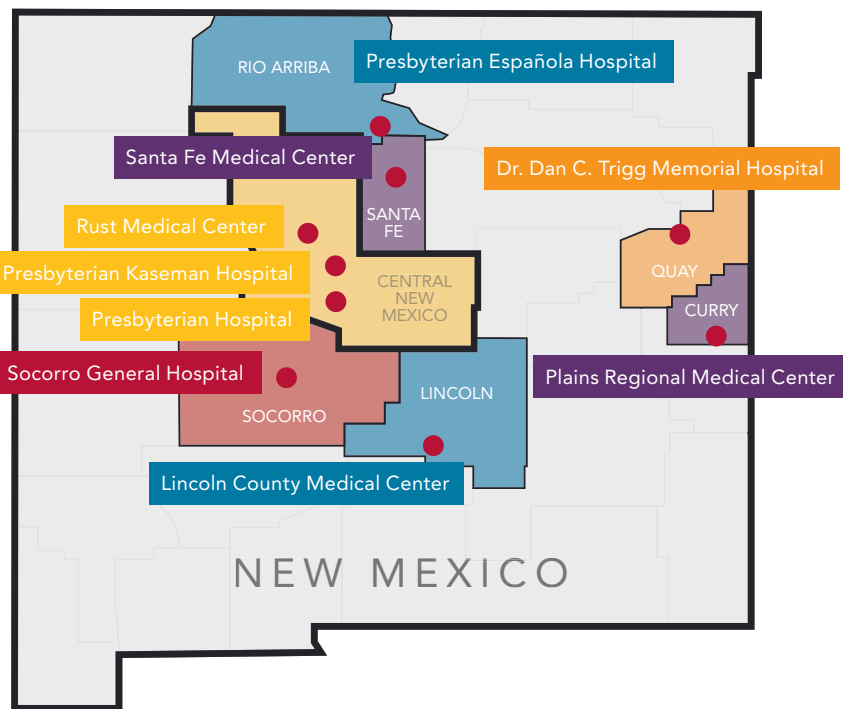 RIO ARRIBA
Presbyterian Española Hospital
Santa Fe Medical Center
Dr. Dan C. Trigg Memorial Hospital
SANTA
FE
Rust Medical Center
Presbyterian Kaseman Hospital
QUAY
CENTRAL
NEW
MEXICO
Presbyterian Hospital
CURRY
Socorro General Hospital
Plains Regional Medical Center
LINCOLN
SOCORRO
Lincoln County Medical Center
NEW MEXICO